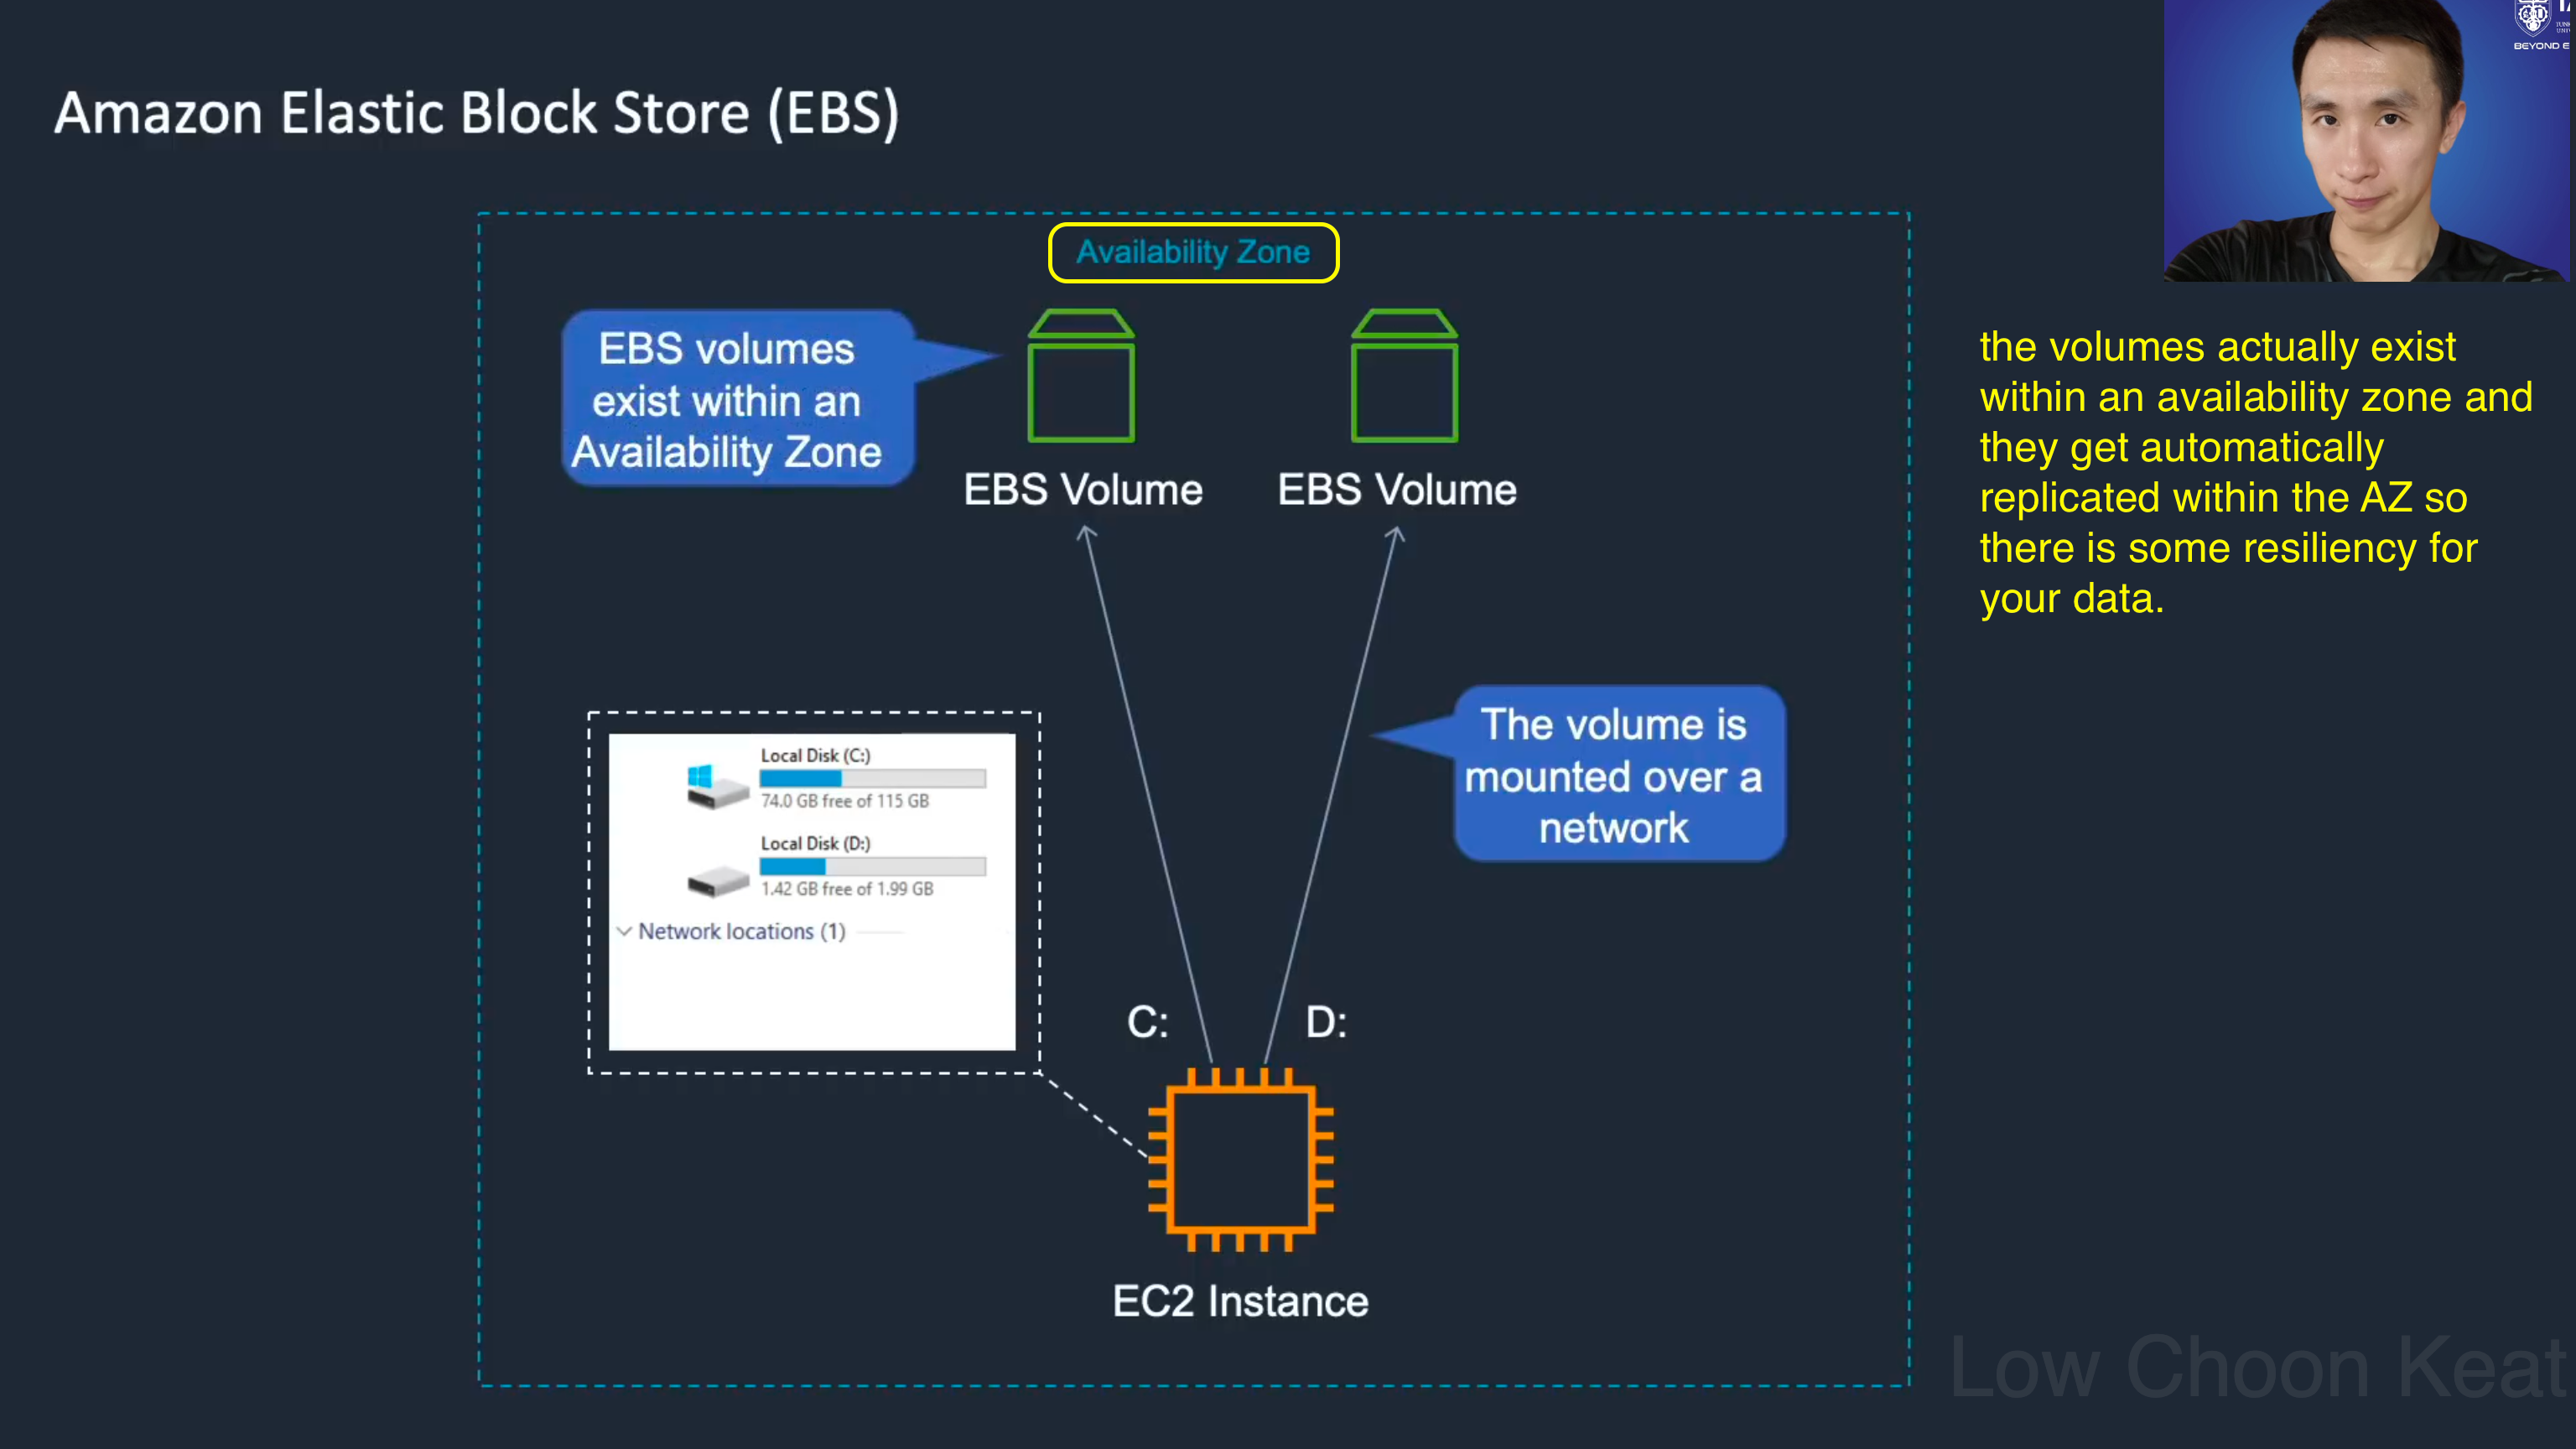 Amazon Elastic Block Store (EBS)
BEYOND E
Availability Zone
EBS volumes
exist within an
Availability Zone
EBS Volume
EBS Volume
the volumes actually exist
within an availability zone and
they get automatically
replicated within the AZ so
there is some resiliency for
your data.
The volume is
mounted over a
network
Local Disk (C:)
74.0 GB free of 115 GB
Local Disk (D:)
1.42 GB free of 1.99 GB
Network locations (1)
C:
D:
EC2 Instance
Low Choon Keat